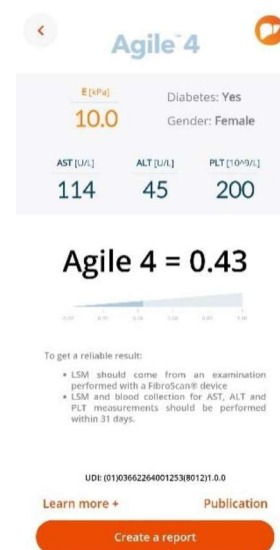 Agile™ 4
E [kPa]
10.0
Diabetes: Yes
Gender: Female
AST [U/L] ALT [U/L] PLT [10^9/L]
114 45 200
Agile 4 = 0.43
To get a reliable result:
• LSM should come from an examination
performed with a FibroScan® device
• LSM and blood collection for AST, ALT and
PLT measurements should be performed
within 31 days.
UDI: (01)03662264001253(8012)1.0.0
Learn more + Publication
Create a report